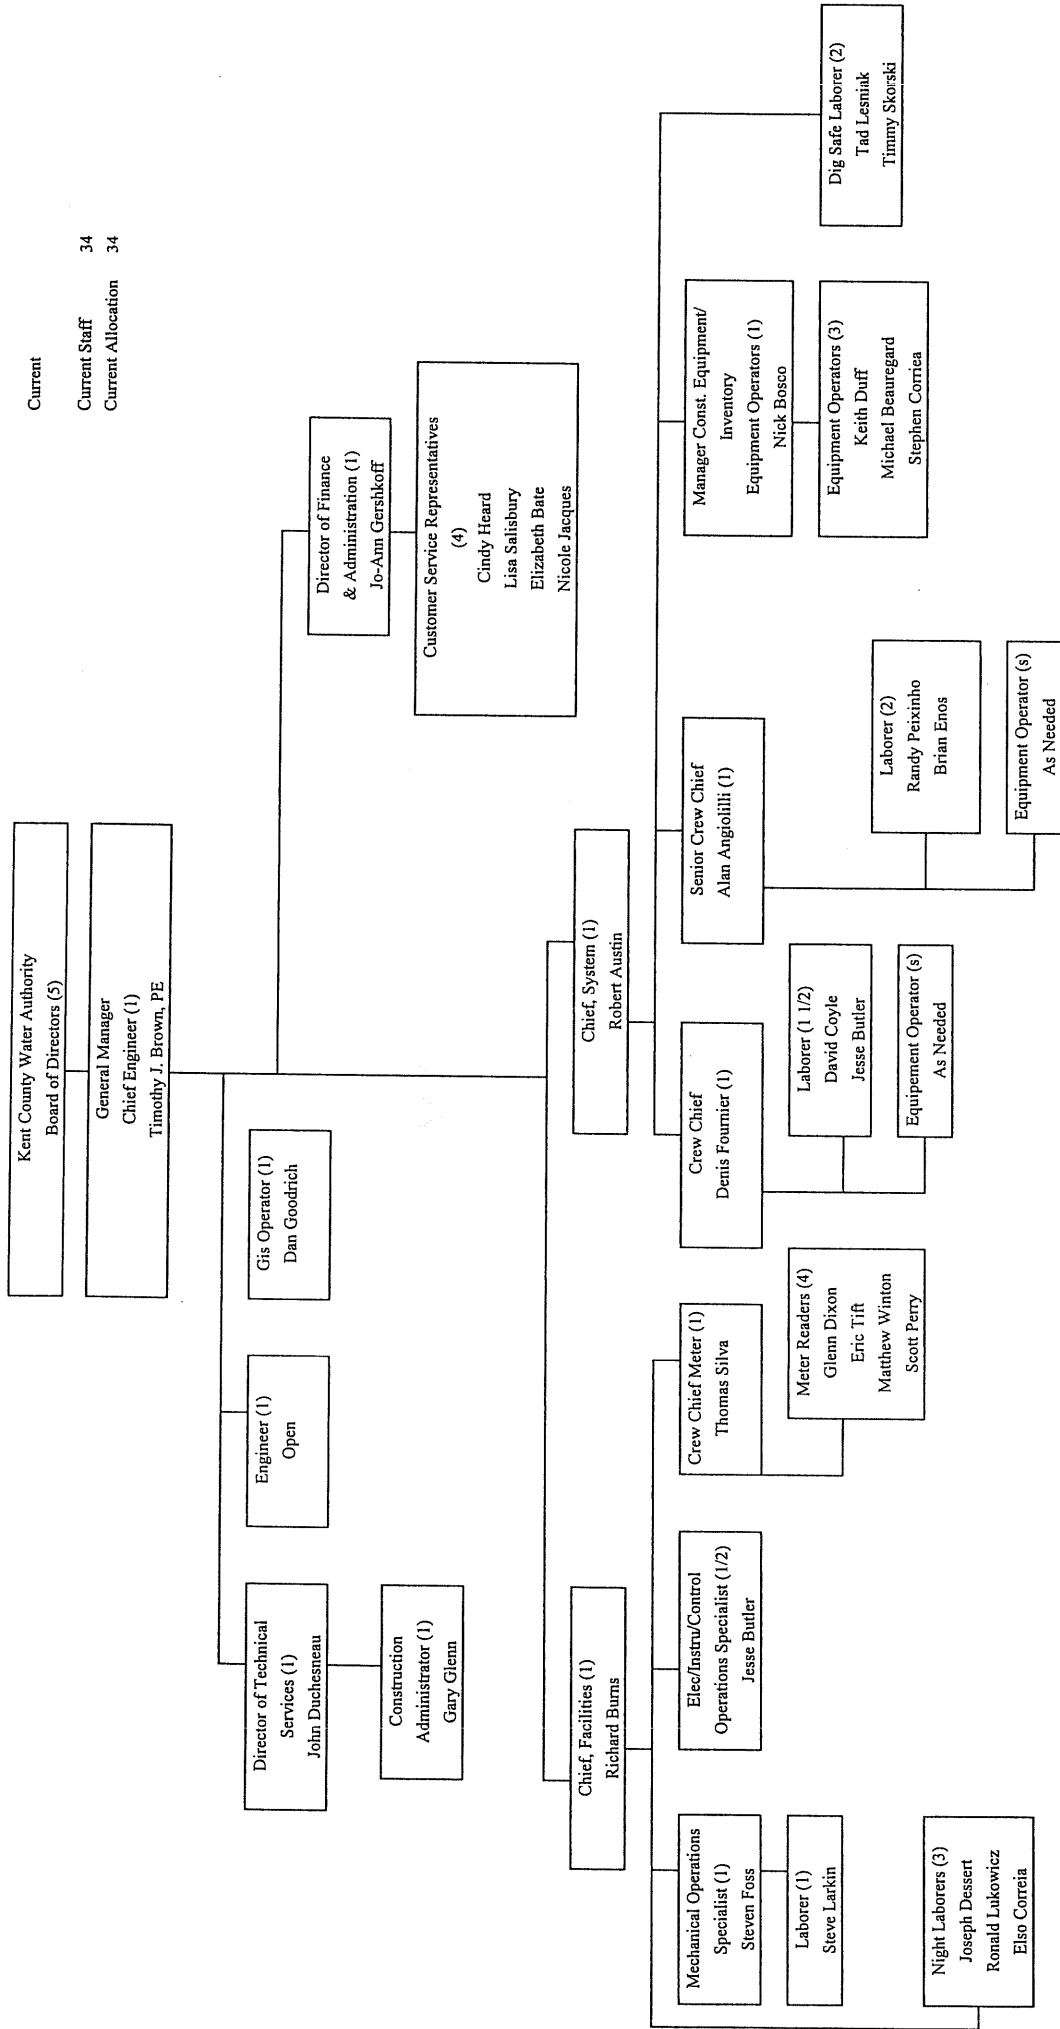 Current
Current Staff 34
Current Allocation 34
Kent County Water Authority
Board of Directors (5)
General Manager
Chief Engineer (1)
Timothy J. Brown, PE
Director of Technical
Services (1)
John Duchesneau
Engineer (1)
Open
Gis Operator (1)
Dan Goodrich
Director of Finance
& Administration (1)
Jo-Ann Gershkoff
Construction
Administrator (1)
Gary Glenn
Customer Service Representatives
(4)
Cindy Heard
Lisa Salisbury
Elizabeth Bate
Nicole Jacques
Chief, Facilities (1)
Richard Burns
Chief, System (1)
Robert Austin
Mechanical Operations
Specialist (1)
Steven Foss
Elec/Instru/Control
Operations Specialist (1/2)
Jesse Butler
Crew Chief Meter (1)
Thomas Silva
Crew Chief
Denis Fournier (1)
Senior Crew Chief
Alan Angiolilli (1)
Manager Const. Equipment/
Inventory
Equipment Operators (1)
Nick Bosco
Laborer (1)
Steve Larkin
Meter Readers (4)
Glenn Dixon
Eric Tift
Matthew Winton
Scott Perry
Laborer (1 1/2)
David Coyle
Jesse Butler
Laborer (2)
Randy Peixinho
Brian Enos
Equipment Operators (3)
Keith Duff
Michael Beauregard
Stephen Corriea
Dig Safe Laborer (2)
Tad Lesniak
Timmy Skorski
Night Laborers (3)
Joseph Dessert
Ronald Lukowicz
Elso Correia
Equipement Operator (s)
As Needed
Equipment Operator (s)
As Needed